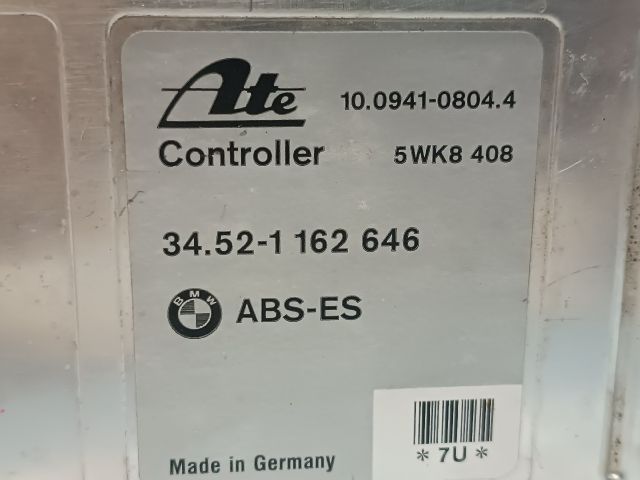 Ate 10.0941-0804.4
Controller 5WK8 408
34.52-1 162 646
BMW ABS-ES
* 7U *
Made in Germany